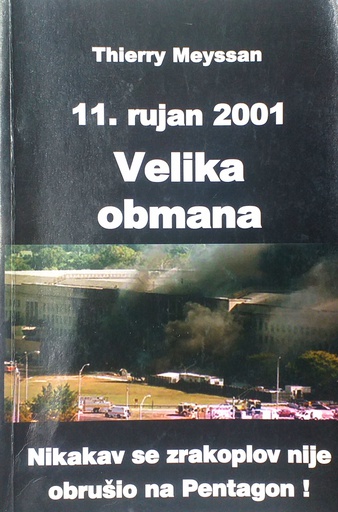 Thierry Meyssan
11. rujan 2001
Velika
obmana
Nikakav se zrakoplov nije
obrušio na Pentagon !